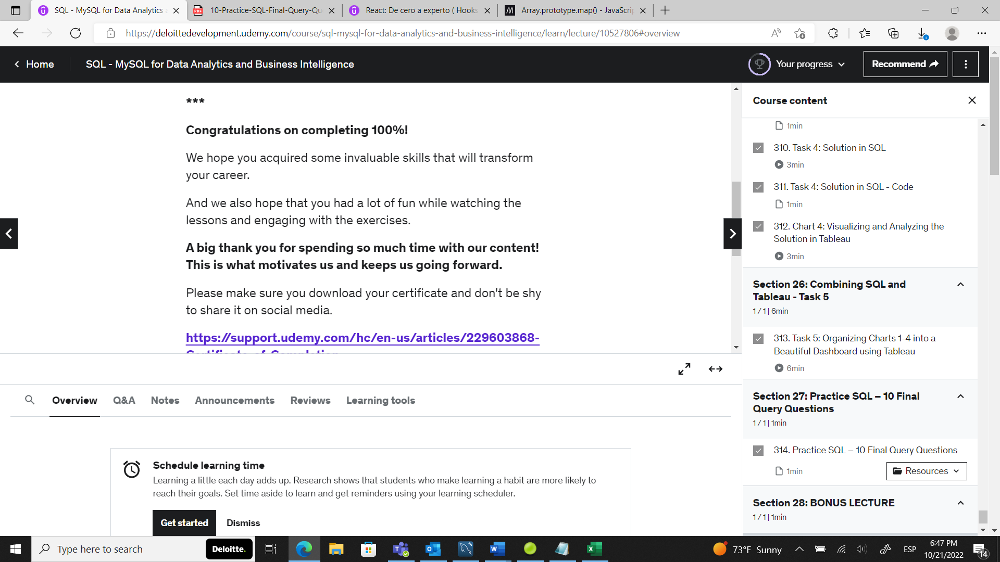 SQL - MySQL for Data Analytics
10-Practice-SQL-Final-Query-Qu
React: De cero a experto ( Hooks
Array.prototype.map() - JavaScrip
https://deloittedevelopment.udemy.com/course/sql-mysql-for-data-analytics-and-business-intelligence/learn/lecture/10527806#overview
Home
SQL - MySQL for Data Analytics and Business Intelligence
Your progress
Recommend
***
Congratulations on completing 100%!
We hope you acquired some invaluable skills that will transform
your career.
And we also hope that you had a lot of fun while watching the
lessons and engaging with the exercises.
A big thank you for spending so much time with our content!
This is what motivates us and keeps us going forward.
Please make sure you download your certificate and don't be shy
to share it on social media.
https://support.udemy.com/hc/en-us/articles/229603868-
Certificate-of-Completion
Course content
1min
310. Task 4: Solution in SQL
3min
311. Task 4: Solution in SQL - Code
1min
312. Chart 4: Visualizing and Analyzing the
Solution in Tableau
3min
Section 26: Combining SQL and
Tableau - Task 5
1 / 1 | 6min
313. Task 5: Organizing Charts 1-4 into a
Beautiful Dashboard using Tableau
6min
Section 27: Practice SQL – 10 Final
Query Questions
1 / 1 | 1min
314. Practice SQL – 10 Final Query Questions
1min
Resources
Section 28: BONUS LECTURE
1 / 1 | 1min
Overview
Q&A
Notes
Announcements
Reviews
Learning tools
Schedule learning time
Learning a little each day adds up. Research shows that students who make learning a habit are more likely to
reach their goals. Set time aside to learn and get reminders using your learning scheduler.
Get started
Dismiss
Type here to search
Deloitte.
73°F Sunny
ESP
6:47 PM
10/21/2022
14